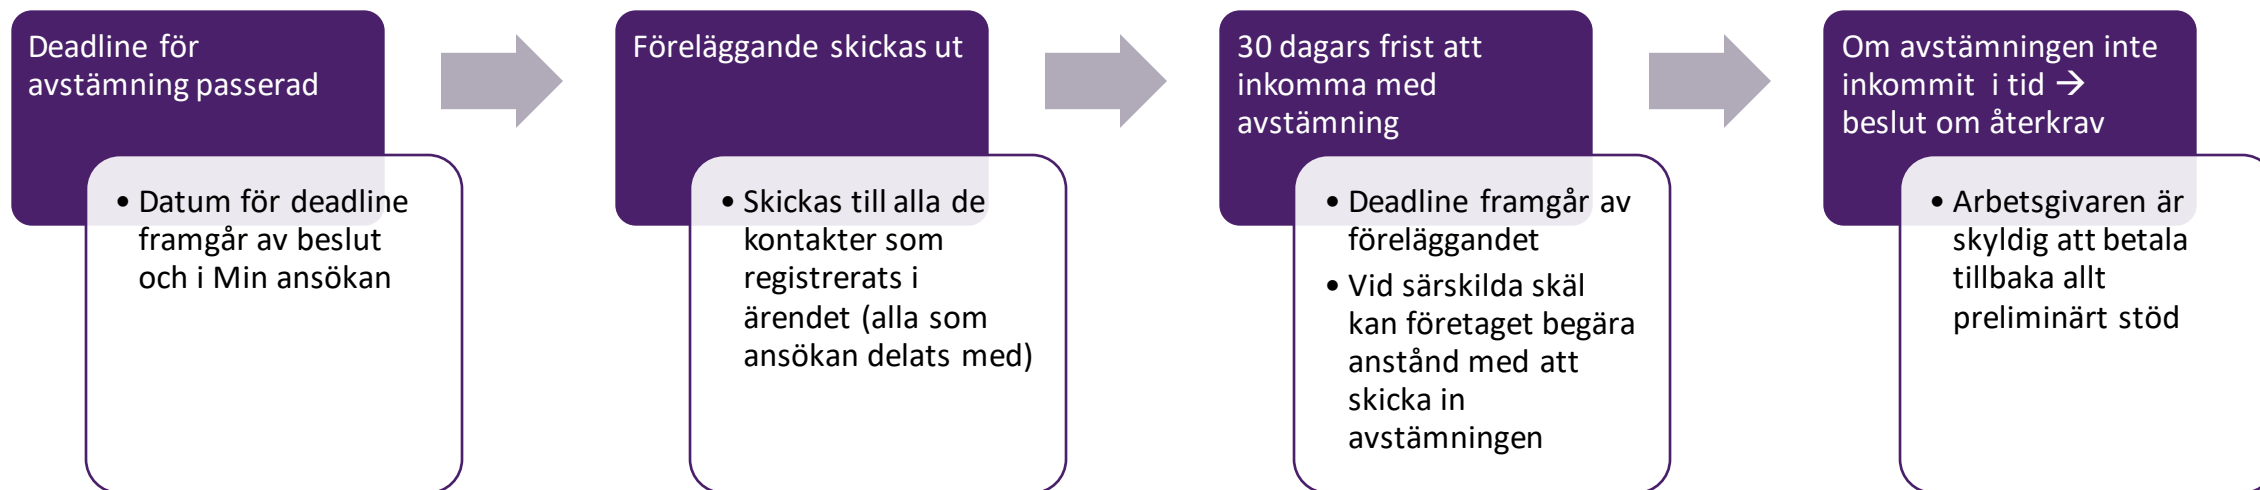 Deadline för
avstämning passerad
• Datum för deadline
framgår av beslut
och i Min ansökan
Föreläggande skickas ut
• Skickas till alla de
kontakter som
registrerats i
ärendet (alla som
ansökan delats med)
30 dagars frist att
inkomma med
avstämning
• Deadline framgår av
föreläggandet
• Vid särskilda skäl
kan företaget begära
anstånd med att
skicka in
avstämningen
Om avstämningen inte
inkommit i tid →
beslut om återkrav
• Arbetsgivaren är
skyldig att betala
tillbaka allt
preliminärt stöd